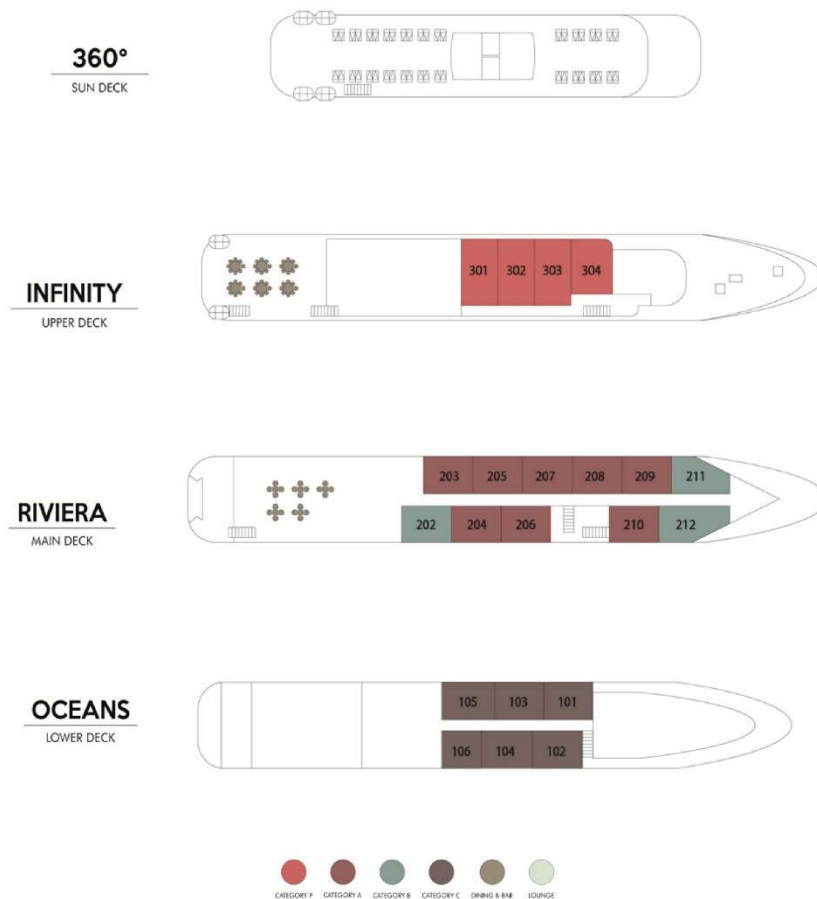 360°
SUN DECK
301 302 303 304
INFINITY
UPPER DECK
203 205 207 208 209 211
RIVIERA
MAIN DECK
202 204 206 210 212
105 103 101
OCEANS
LOWER DECK
106 104 102
CATEGORY P CATEGORY A CATEGORY B CATEGORY C DINING & BAR LOUNGE